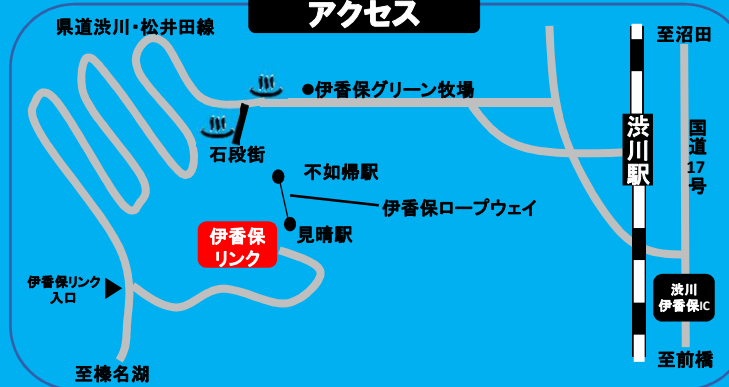 アクセス
県道渋川・松井田線
至沼田
●伊香保グリーン牧場
石段街
渋川駅
国道17号
不如帰駅
伊香保ロープウェイ
伊香保
リンク
見晴駅
伊香保リンク
入口
渋川
伊香保IC
至榛名湖
至前橋